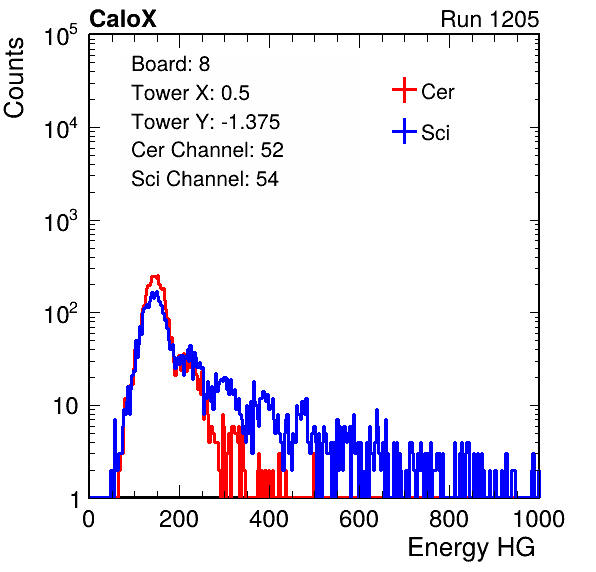 CaloX Run 1205
Counts
10^5
Board: 8
Tower X: 0.5
Tower Y: -1.375
Cer Channel: 52
Sci Channel: 54
Cer
Sci
10^4
10^3
10^2
10
1
0 200 400 600 800 1000
Energy HG